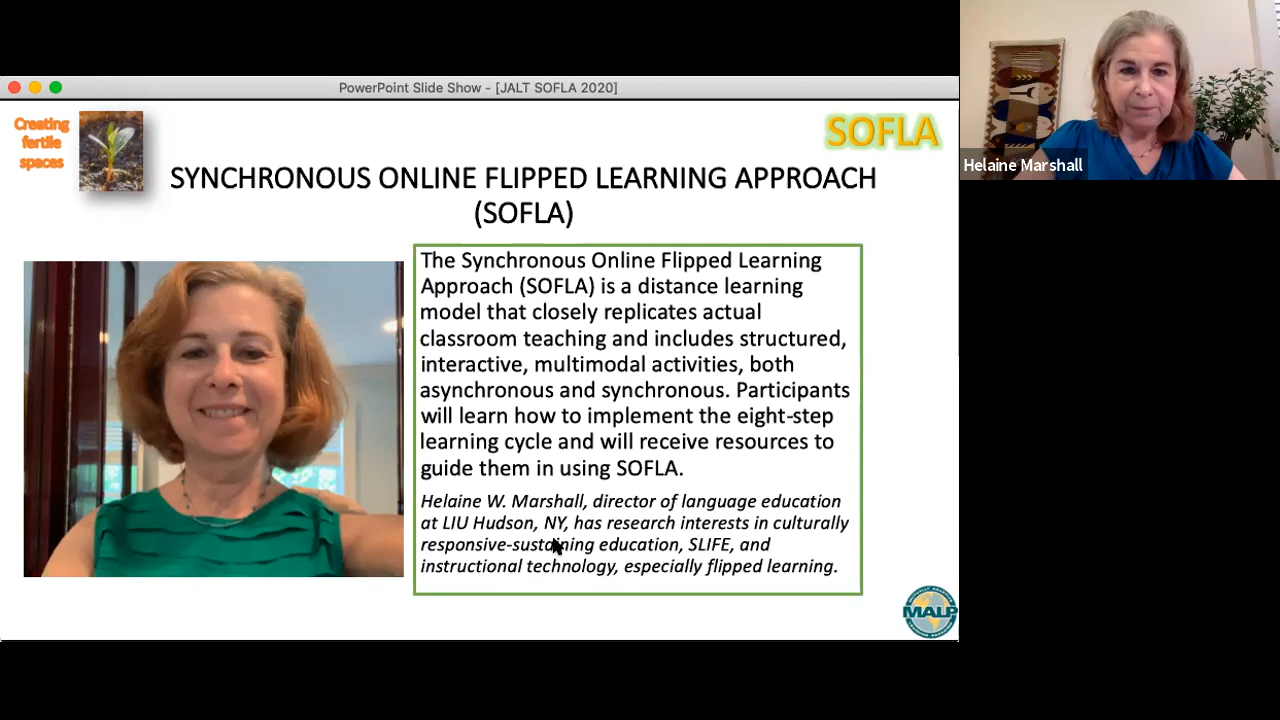 PowerPoint Slide Show - [JALT SOFLA 2020]
Creating
fertile
spaces
SOFLA
SYNCHRONOUS ONLINE FLIPPED LEARNING APPROACH
(SOFLA)
The Synchronous Online Flipped Learning
Approach (SOFLA) is a distance learning
model that closely replicates actual
classroom teaching and includes structured,
interactive, multimodal activities, both
asynchronous and synchronous. Participants
will learn how to implement the eight-step
learning cycle and will receive resources to
guide them in using SOFLA.
Helaine W. Marshall, director of language education
at LIU Hudson, NY, has research interests in culturally
responsive-sustaining education, SLIFE, and
instructional technology, especially flipped learning.
MALP
Helaine Marshall